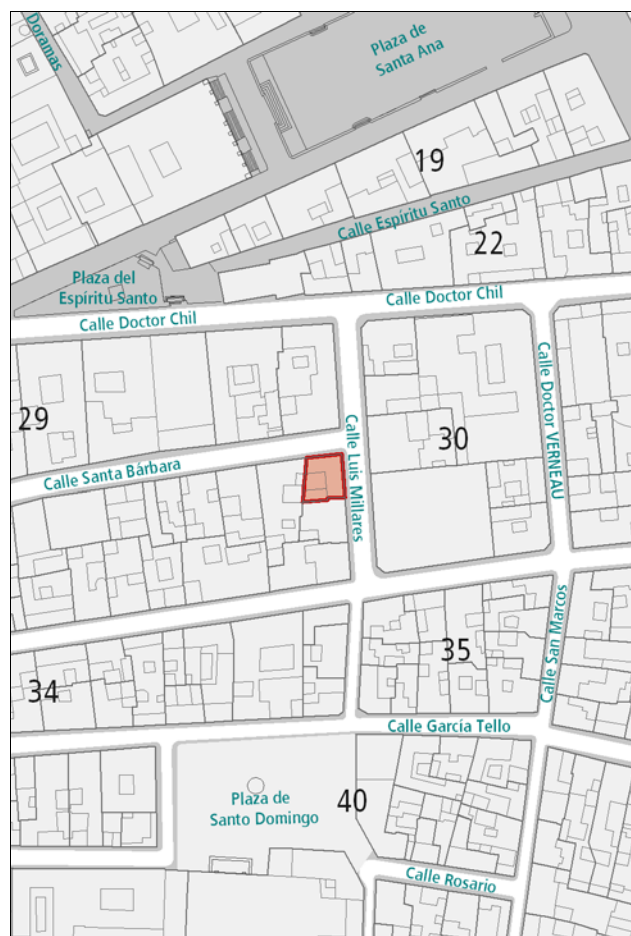 Doramas
Plaza de
Santa Ana
19
Calle Espíritu Santo
22
Plaza del
Espíritu Santo
Calle Doctor Chil
Calle Doctor Chil
29
Calle Luis Millares
30
Calle Doctor VERNEAU
Calle Santa Bárbara
35
Calle San Marcos
34
Calle García Tello
Plaza de
Santo Domingo
40
Calle Rosario